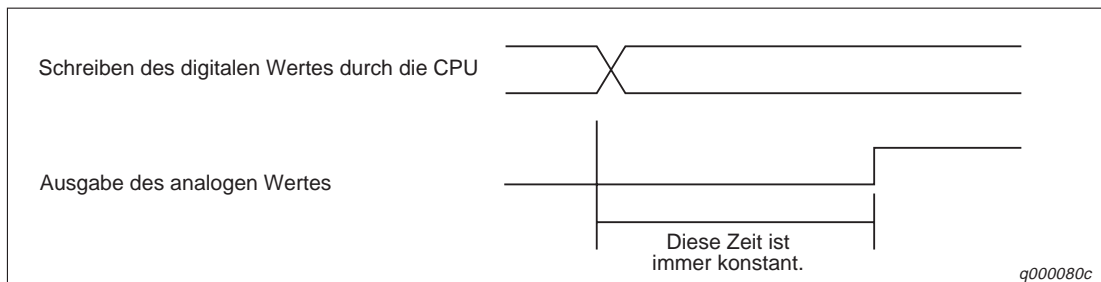 Schreiben des digitalen Wertes durch die CPU
Ausgabe des analogen Wertes
Diese Zeit ist
immer konstant.
q000080c